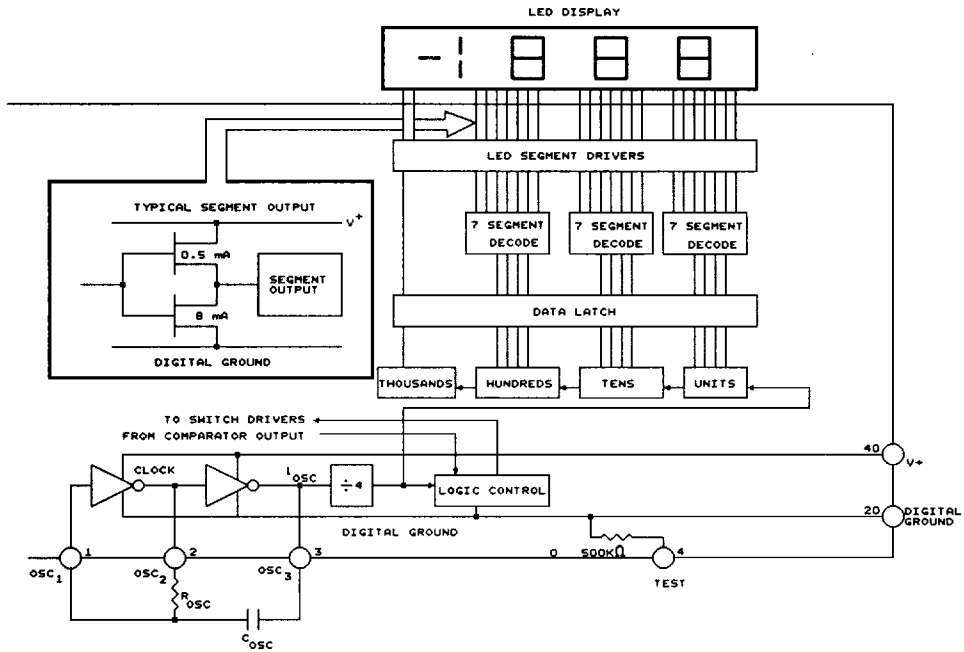 LED DISPLAY
LED SEGMENT DRIVERS
TYPICAL SEGMENT OUTPUT
V+
0.5 mA
SEGMENT
OUTPUT
8 mA
DIGITAL GROUND
7 SEGMENT
DECODE
7 SEGMENT
DECODE
7 SEGMENT
DECODE
DATA LATCH
THOUSANDS
HUNDREDS
TENS
UNITS
TO SWITCH DRIVERS
FROM COMPARATOR OUTPUT
CLOCK
iOSC
÷4
LOGIC CONTROL
40
V+
20
DIGITAL
GROUND
DIGITAL GROUND
1
OSC1
2
OSC2
3
OSC3
0
500KΩ
4
TEST
ROSC
COSC